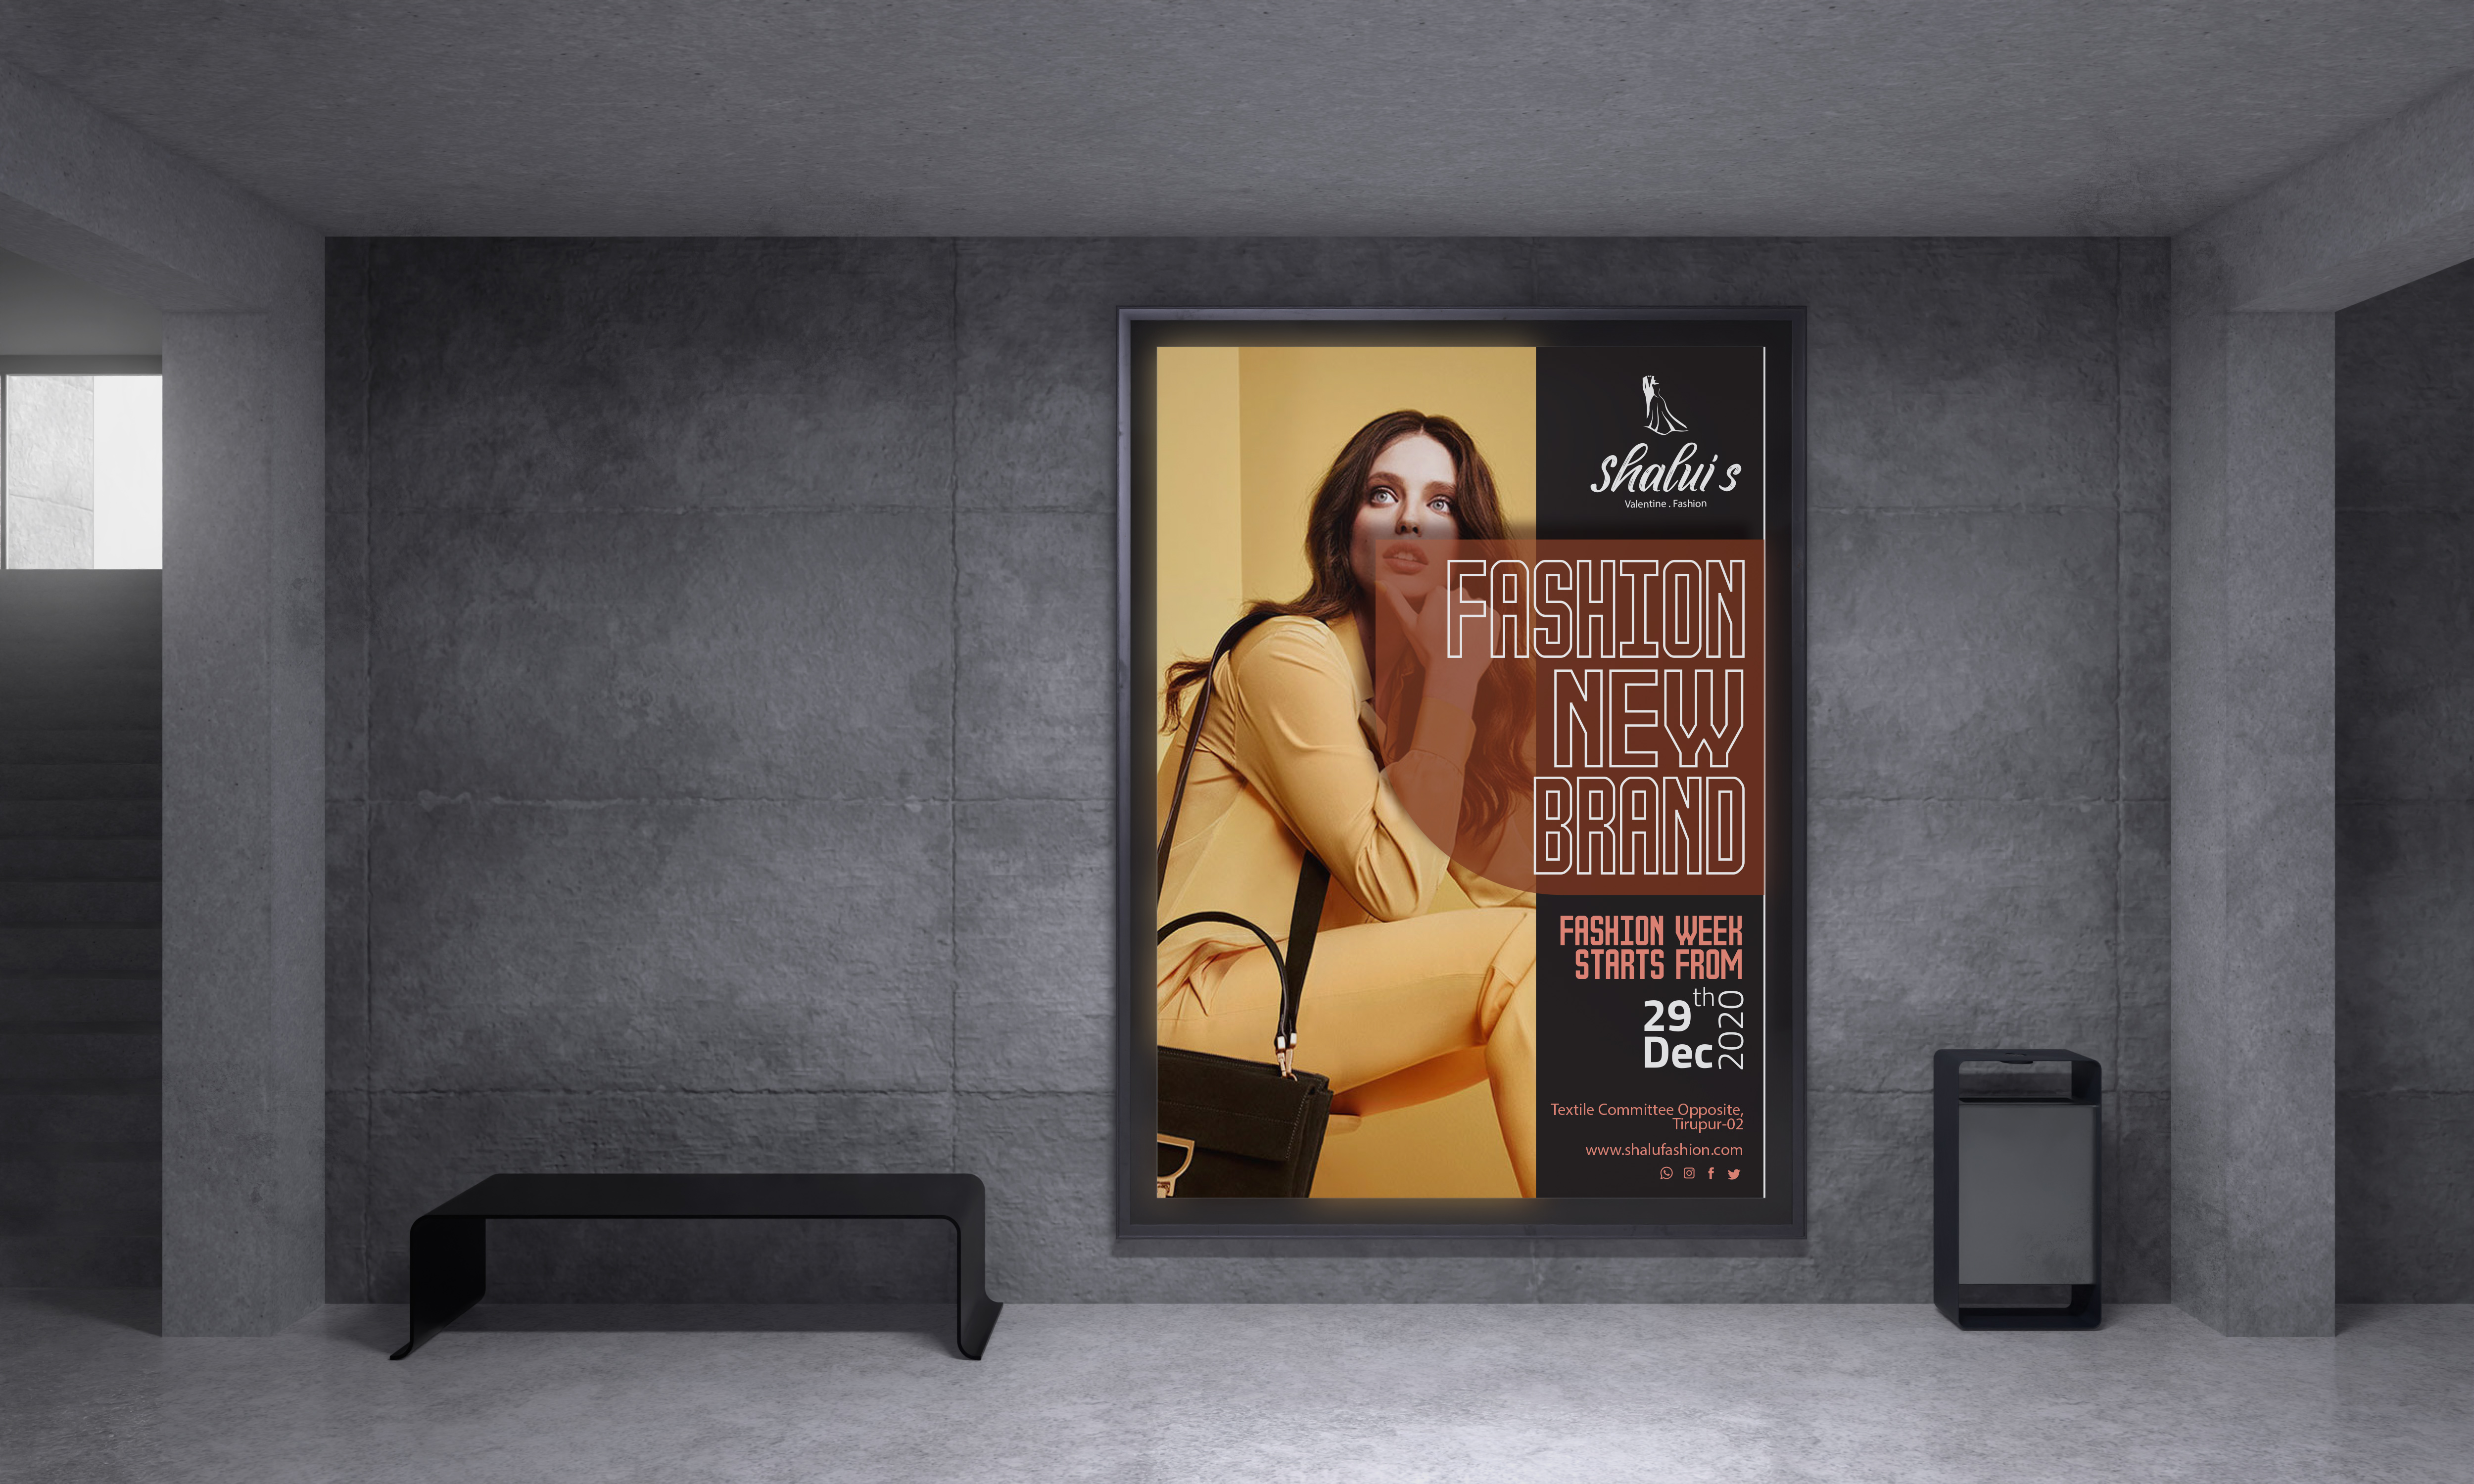 shalui s
Valentine . Fashion
FASHION
NEW
BRAND
FASHION WEEK
STARTS FROM
29th
Dec
2020
Textile Committee Opposite,
Tirupur-02
www.shalufashion.com